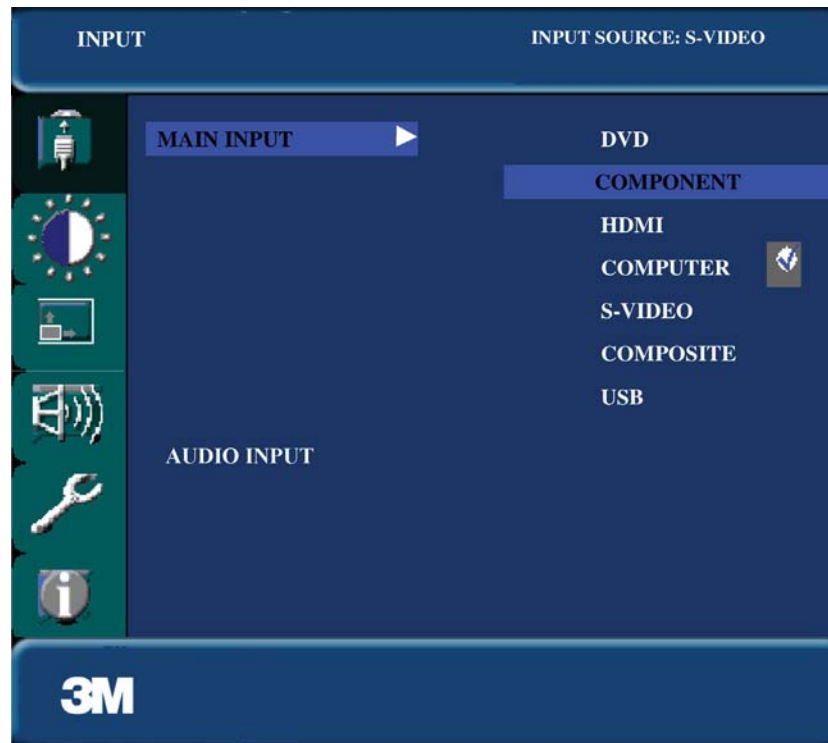 INPUT
INPUT SOURCE: S-VIDEO
MAIN INPUT
DVD
COMPONENT
HDMI
COMPUTER
S-VIDEO
COMPOSITE
USB
AUDIO INPUT
3M